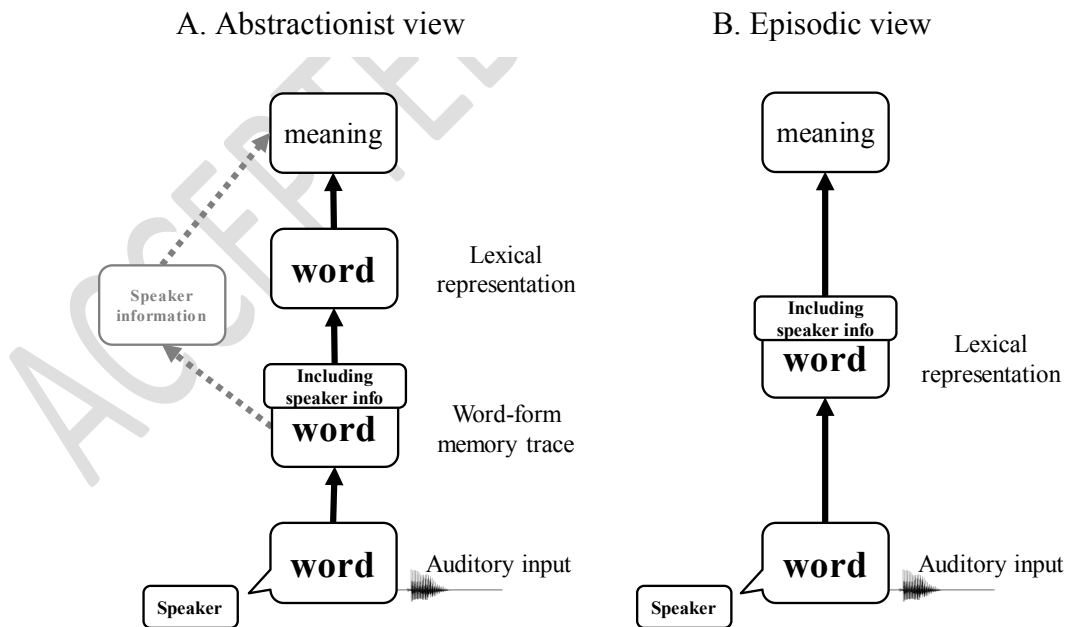 A. Abstractionist view
meaning
word
Lexical
representation
Speaker
information
Including
speaker info
word
Word-form
memory trace
word
Auditory input
Speaker
B. Episodic view
meaning
Including
speaker info
word
Lexical
representation
word
Auditory input
Speaker